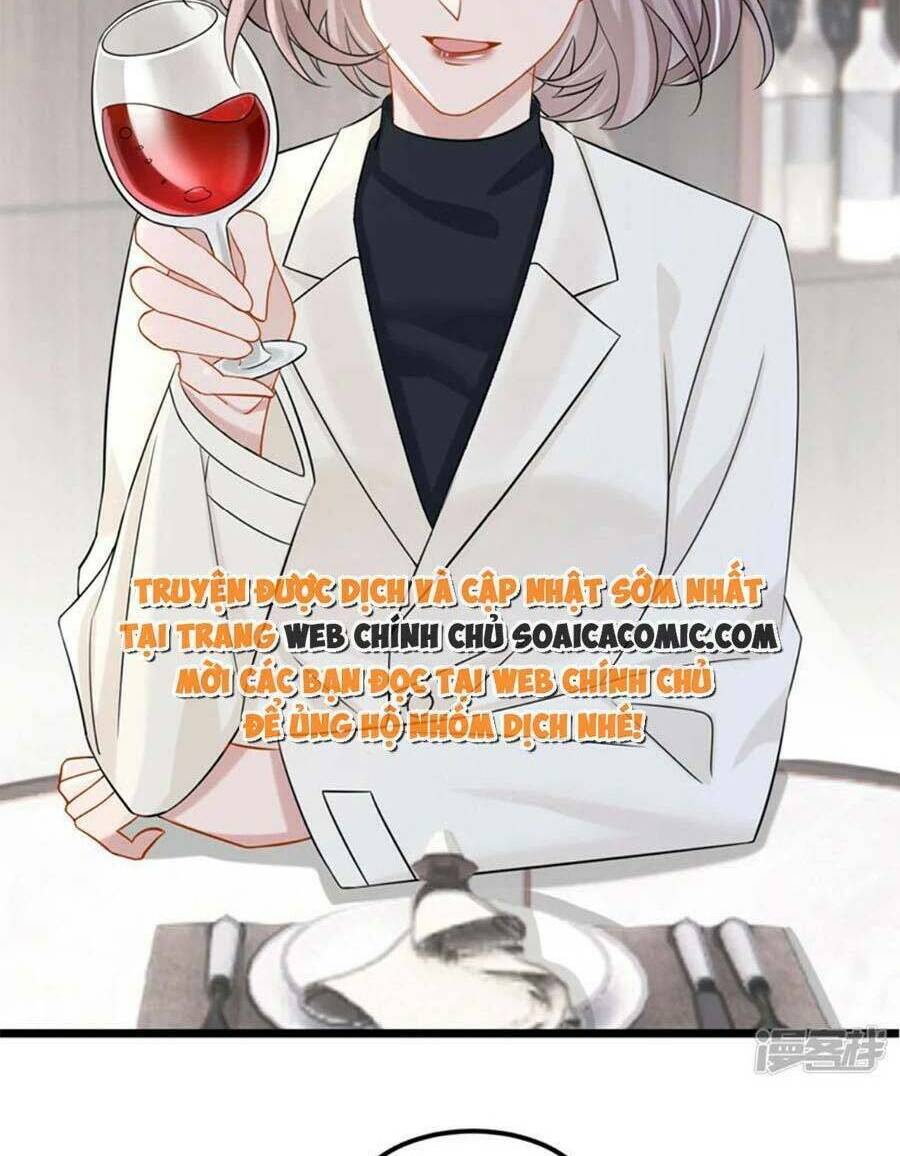 TRUYỆN ĐƯỢC DỊCH VÀ CẬP NHẬT SỚM NHẤT
TẠI TRANG WEB CHÍNH CHỦ SOAICACOMIC.COM
MỜI CÁC BẠN ĐỌC TẠI WEB CHÍNH CHỦ
ĐỂ ỦNG HỘ NHÓM DỊCH NHÉ!
漫客栈